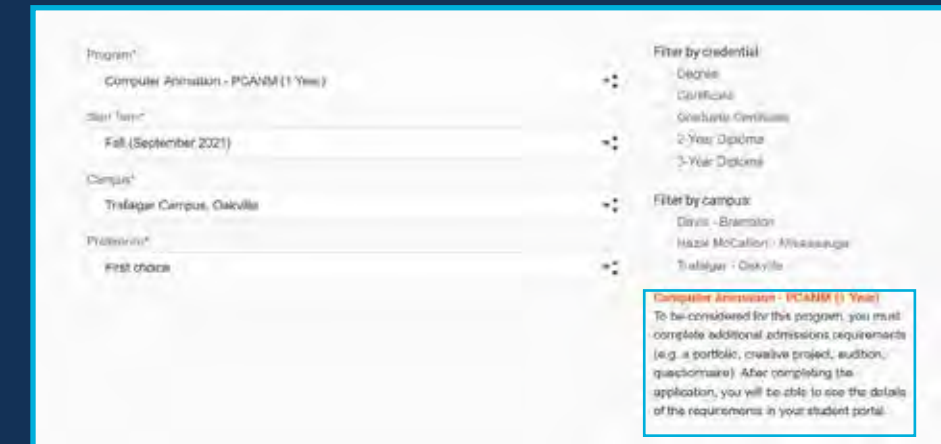 Program*
Computer Animation - PCANM (1 Year)
Start Term*
Fall (September 2021)
Campus*
Trafalgar Campus, Oakville
Preference*
First choice
Filter by credential:
Degree
Certificate
Graduate Certificate
2-Year Diploma
3-Year Diploma
Filter by campus:
Davis - Brampton
Hazel McCallion - Mississauga
Trafalgar - Oakville
Computer Animation - PCANM (1 Year)
To be considered for this program, you must
complete additional admissions requirements
(e.g. a portfolio, creative project, audition,
questionnaire). After completing the
application, you will be able to see the details
of the requirements in your student portal.